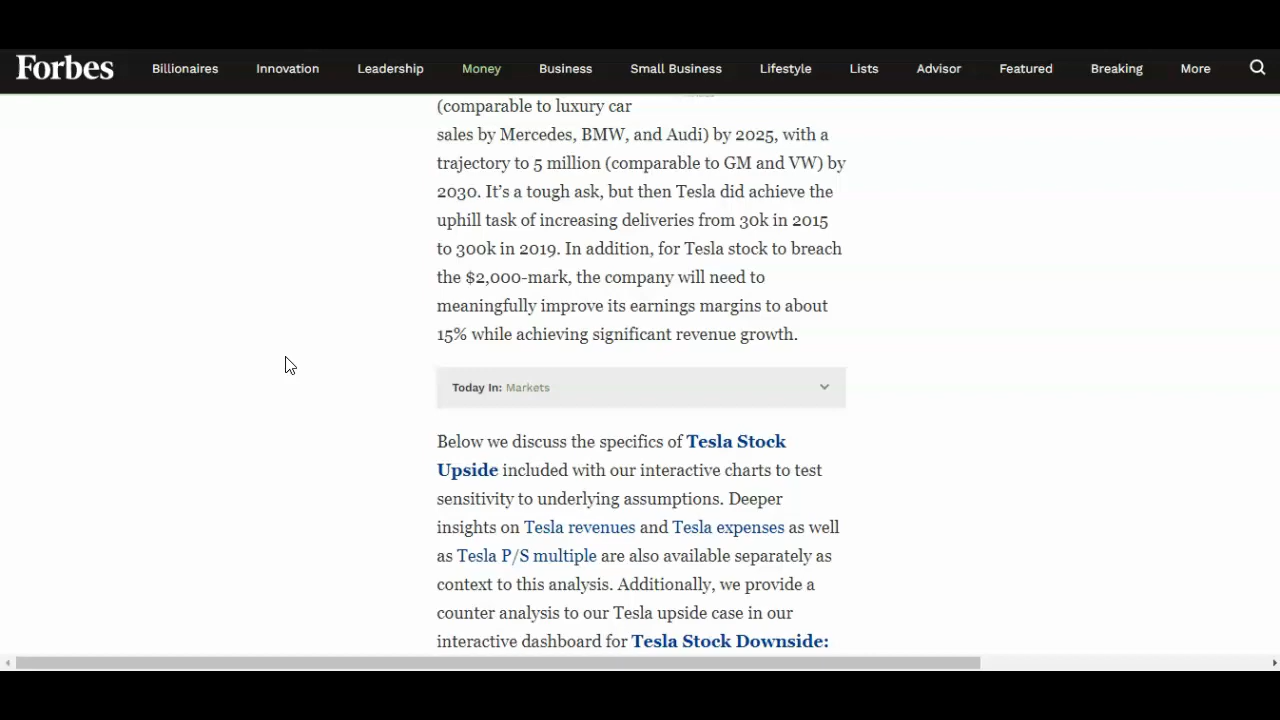 Forbes Billionaires Innovation Leadership Money Business Small Business Lifestyle Lists Advisor Featured Breaking More
(comparable to luxury car
sales by Mercedes, BMW, and Audi) by 2025, with a
trajectory to 5 million (comparable to GM and VW) by
2030. It’s a tough ask, but then Tesla did achieve the
uphill task of increasing deliveries from 30k in 2015
to 300k in 2019. In addition, for Tesla stock to breach
the $2,000-mark, the company will need to
meaningfully improve its earnings margins to about
15% while achieving significant revenue growth.
Today In: Markets
Below we discuss the specifics of Tesla Stock
Upside included with our interactive charts to test
sensitivity to underlying assumptions. Deeper
insights on Tesla revenues and Tesla expenses as well
as Tesla P/S multiple are also available separately as
context to this analysis. Additionally, we provide a
counter analysis to our Tesla upside case in our
interactive dashboard for Tesla Stock Downside: